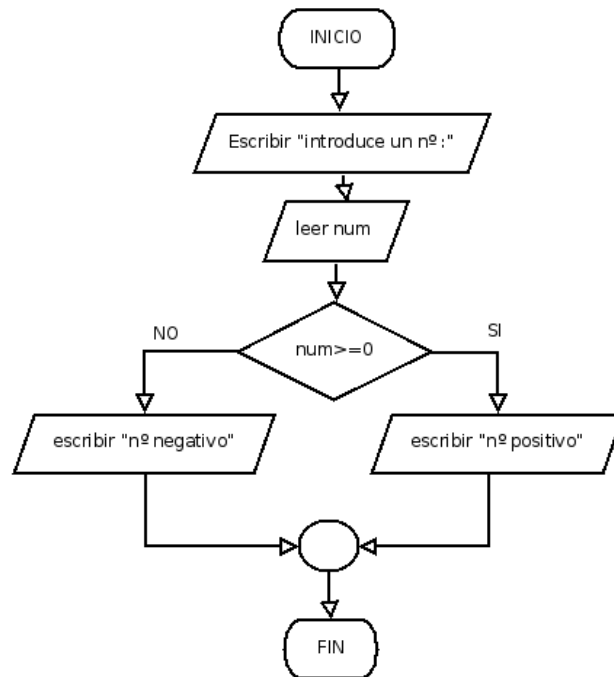 INICIO
Escribir "introduce un nº :"
leer num
NO
SI
num>=0
escribir "nº negativo"
escribir "nº positivo"
FIN